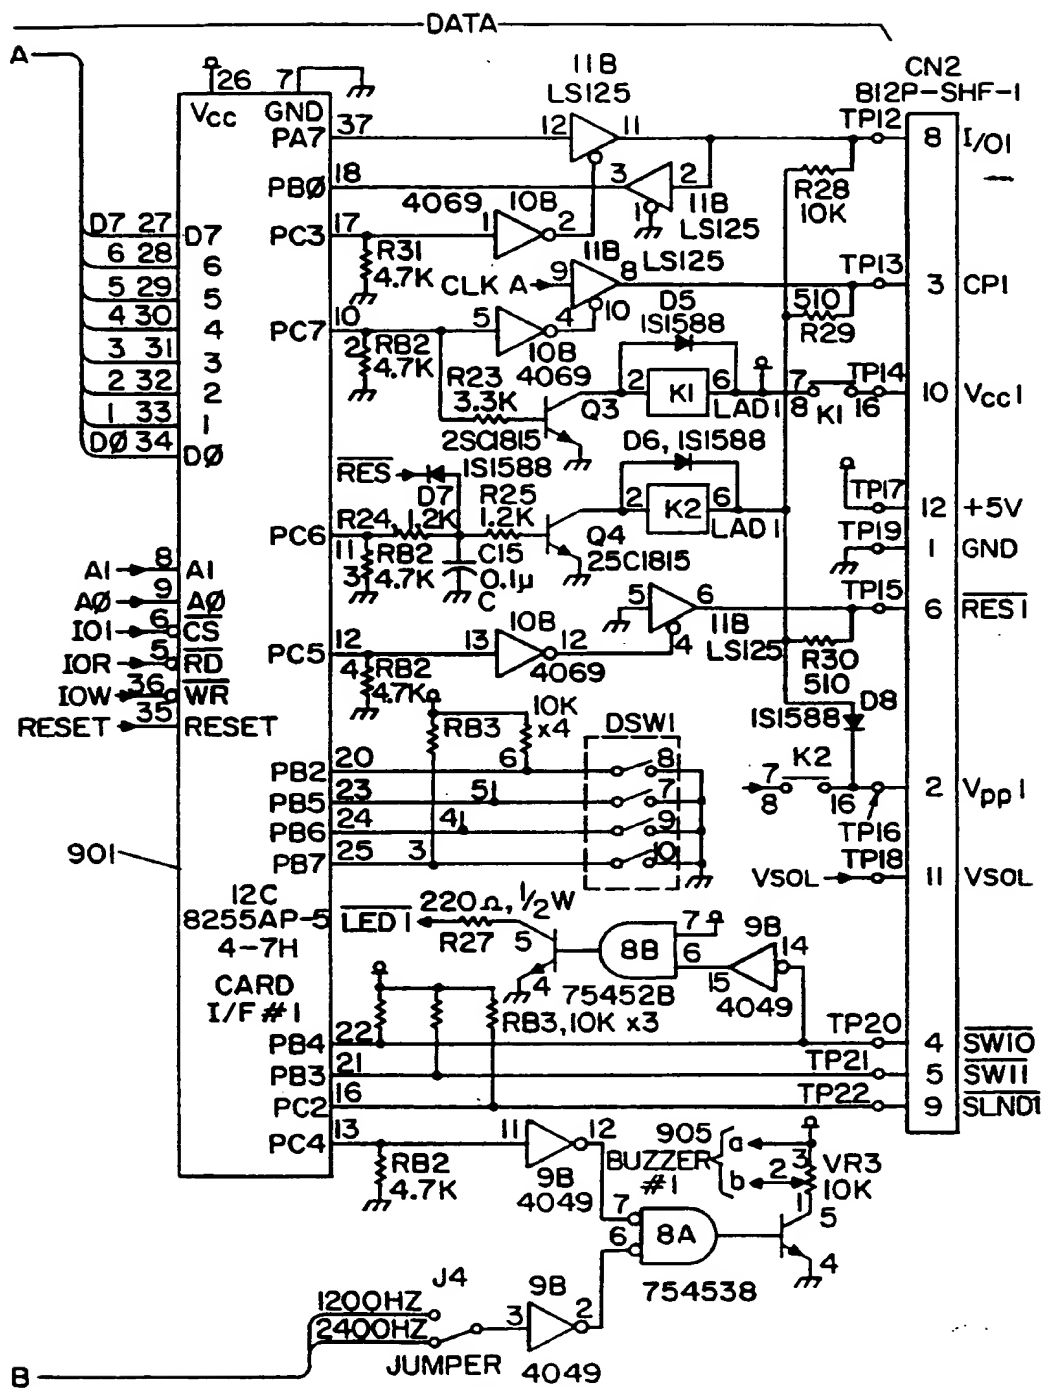 DATA
A
11B
LS125
CN2
812P-SHF-1
26
7
Vcc
GND
PA7
37
12
11
TP12
8
I/O1
PBØ
18
3
2
1
11B
LS125
R28
10K
4069
10B
PC3
17
1
2
R31
4.7K
D7 27
D7
6 28
6
5 29
5
4 30
4
3 31
3
2 32
2
1 33
1
DØ 34
DØ
11B
LS125
CLK A
9
8
10
TP13
3
CP1
510
R29
D5
1S1588
PC7
10
2
RB2
4.7K
5
4
10B
4069
R23
3.3K
2SC1815
Q3
2
K1
6
LAD1
7
8
K1
16
TP14
10
Vcc1
D6, 1S1588
RES
1S1588
D7
R25
1.2K
R24, 1.2K
2
K2
6
LAD1
TP17
12
+5V
PC6
11
3
RB2
4.7K
C15
0.1µ
C
Q4
25C1815
TP19
1
GND
A1
8
A1
AØ
9
AØ
IO1
6
CS
IOR
5
RD
IOW
36
WR
RESET
35
RESET
5
6
4
11B
LS125
TP15
6
RES1
R30
510
PC5
12
4
RB2
4.7K
13
12
10B
4069
1S1588
D8
RB3
10K
x4
DSW1
K2
7
8
16
TP16
2
Vpp1
PB2
20
6
8
PB5
23
5
7
PB6
24
4
9
PB7
25
3
10
901
VSOL
TP18
11
VSOL
12C
8255AP-5
4-7H
CARD
I/F#1
LED1
220Ω, 1/2W
R27
5
4
8B
75452B
7
6
9B
14
15
4049
RB3, 10K x3
PB4
22
TP20
4
SW10
PB3
21
TP21
5
SW11
PC2
16
TP22
9
SLND1
PC4
13
RB2
4.7K
11
12
9B
4049
905
BUZZER
#1
a
b
2
3
1
VR3
10K
7
6
8A
754538
5
4
J4
1200HZ
2400HZ
JUMPER
9B
3
2
4049
B